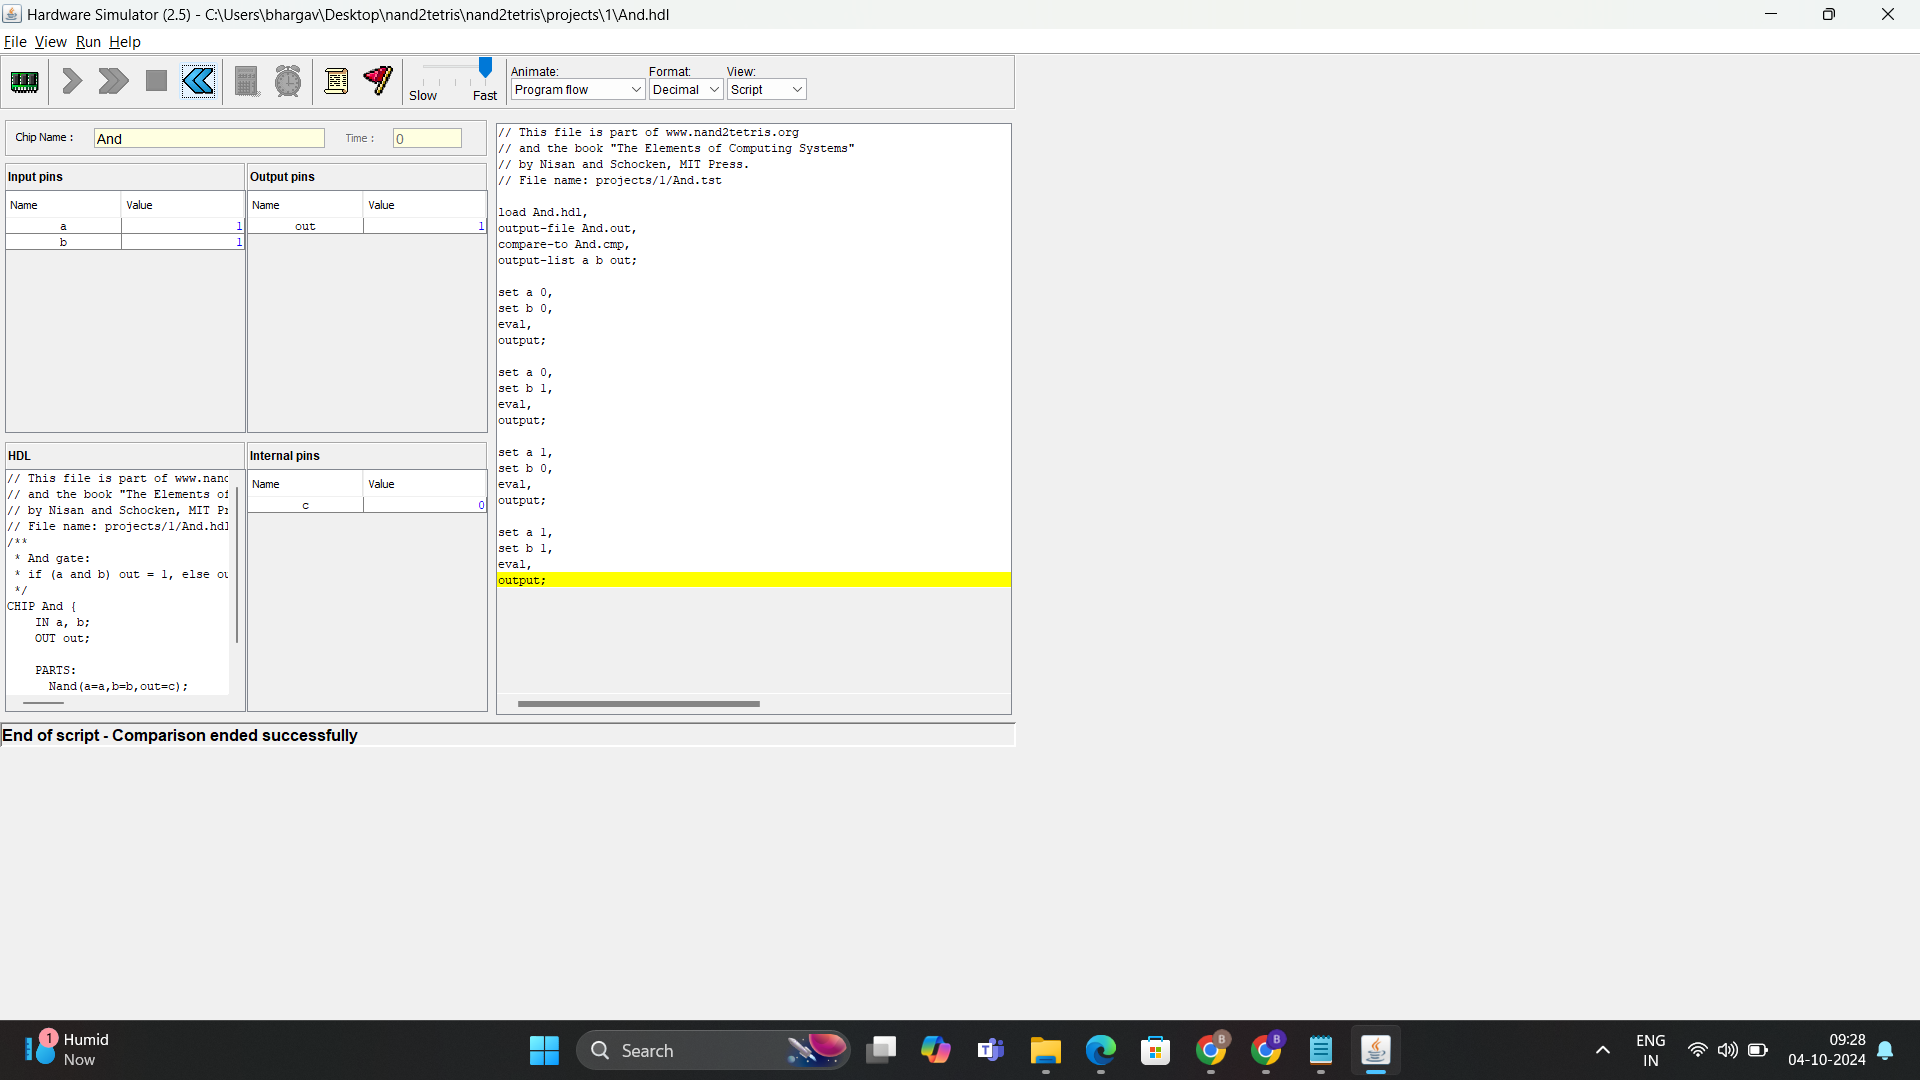 Hardware Simulator (2.5) - C:\Users\bhargav\Desktop\nand2tetris\nand2tetris\projects\1\And.hdl
File View Run Help
Slow Fast
Animate: Format: View:
Program flow Decimal Script
Chip Name : And Time : 0
Input pins
Name Value
a 1
b 1
Output pins
Name Value
out 1
HDL
// This file is part of www.nand
// and the book "The Elements of
// by Nisan and Schocken, MIT Pr
// File name: projects/1/And.hdl
/**
* And gate:
* if (a and b) out = 1, else ou
*/
CHIP And {
IN a, b;
OUT out;
PARTS:
Nand(a=a,b=b,out=c);
Internal pins
Name Value
c 0
// This file is part of www.nand2tetris.org
// and the book "The Elements of Computing Systems"
// by Nisan and Schocken, MIT Press.
// File name: projects/1/And.tst
load And.hdl,
output-file And.out,
compare-to And.cmp,
output-list a b out;
set a 0,
set b 0,
eval,
output;
set a 0,
set b 1,
eval,
output;
set a 1,
set b 0,
eval,
output;
set a 1,
set b 1,
eval,
output;
End of script - Comparison ended successfully
1
Humid
Now
Search
B
B
ENG
IN
09:28
04-10-2024